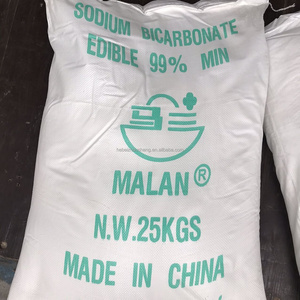 SODIUM BICARBONATE
EDIBLE 99% MIN
MALAN®
N.W.25KGS
MADE IN CHINA